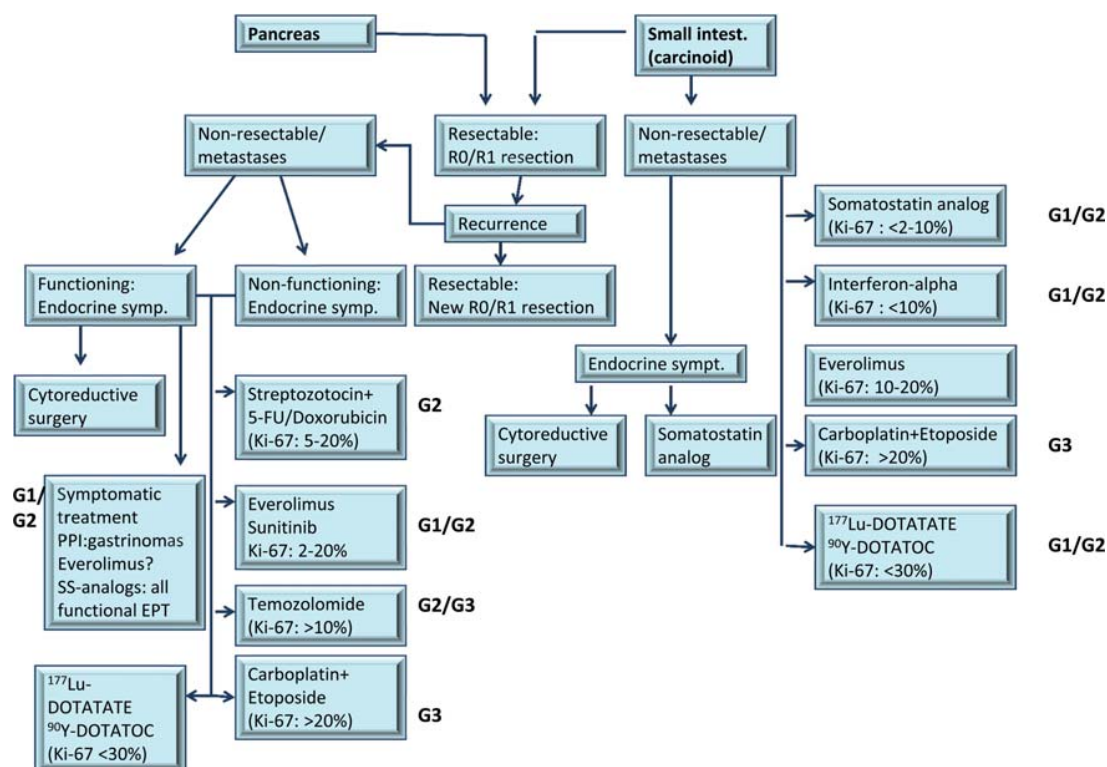 Pancreas
Small intest.
(carcinoid)
Non-resectable/
metastases
Resectable:
R0/R1 resection
Non-resectable/
metastases
Recurrence
Functioning:
Endocrine symp.
Non-functioning:
Endocrine symp.
Resectable:
New R0/R1 resection
Cytoreductive
surgery
Streptozotocin+
5-FU/Doxorubicin
(Ki-67: 5-20%)
G2
G1/
G2
Symptomatic
treatment
PPI:gastrinomas
Everolimus?
SS-analogs: all
functional EPT
Everolimus
Sunitinib
Ki-67: 2-20%
G1/G2
Temozolomide
(Ki-67: >10%)
G2/G3
177Lu-
DOTATATE
90Y-DOTATOC
(Ki-67 <30%)
Carboplatin+
Etoposide
(Ki-67: >20%)
G3
Endocrine sympt.
Cytoreductive
surgery
Somatostatin
analog
Somatostatin analog
(Ki-67 : <2-10%)
G1/G2
Interferon-alpha
(Ki-67 : <10%)
G1/G2
Everolimus
(Ki-67: 10-20%)
Carboplatin+Etoposide
(Ki-67:  >20%)
G3
177Lu-DOTATATE
90Y-DOTATOC
(Ki-67: <30%)
G1/G2